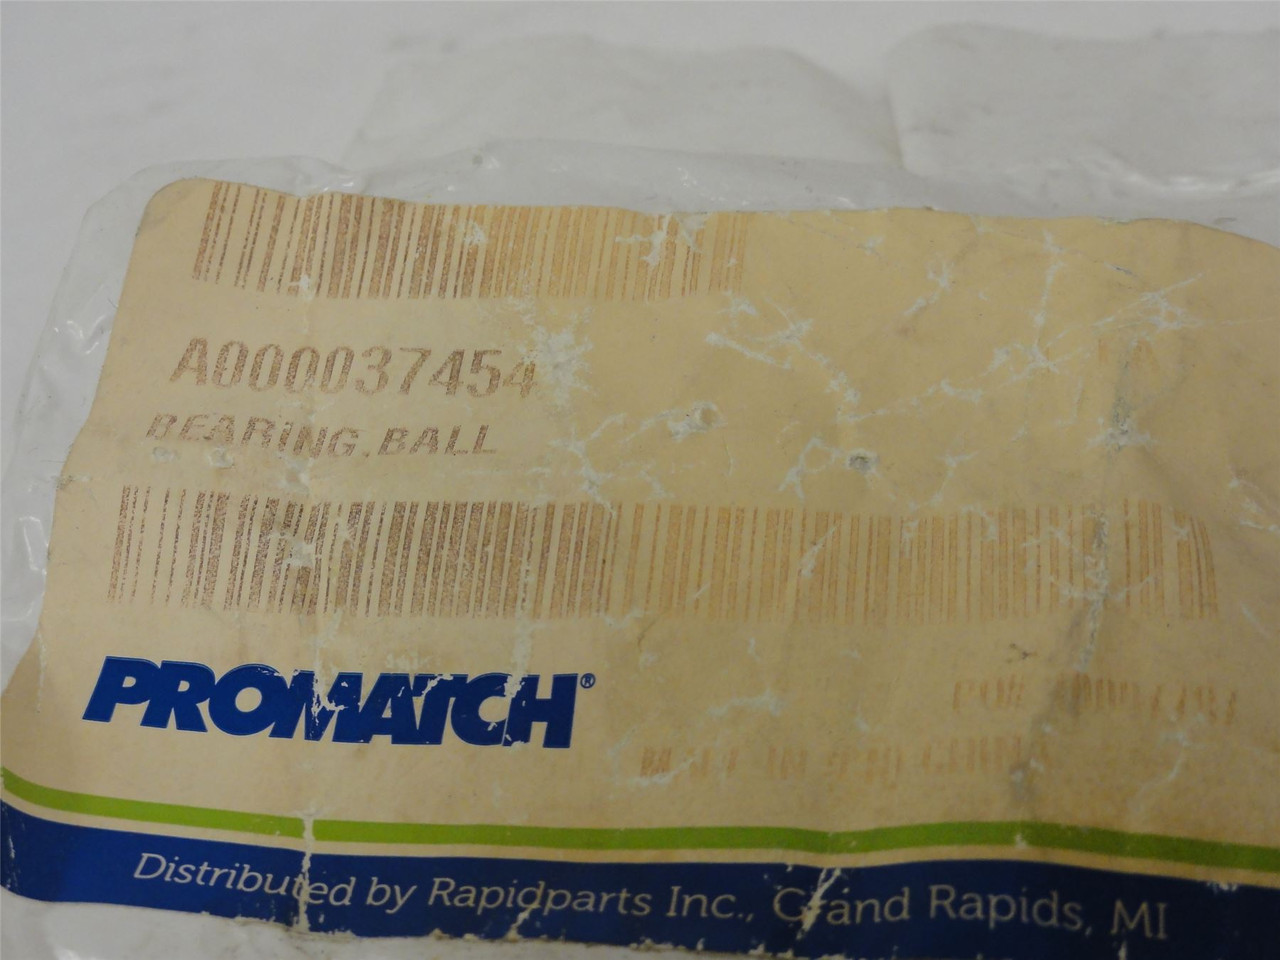 A000037454
BEARING,BALL
PROMATCH®
Distributed by Rapidparts Inc., Grand Rapids, MI